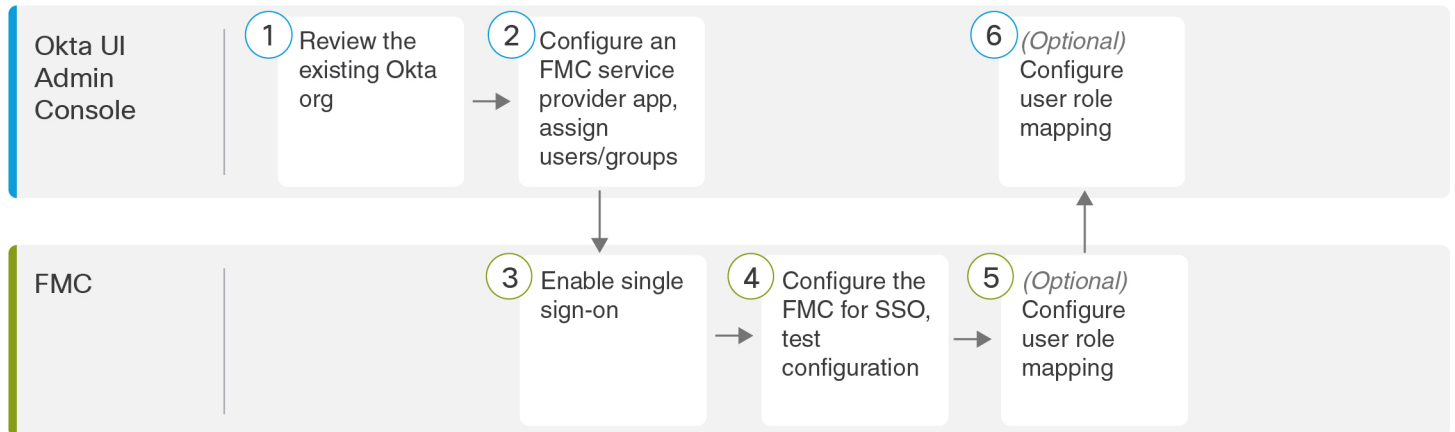 Okta UI
Admin
Console
1
Review the
existing Okta
org
2
Configure an
FMC service
provider app,
assign
users/groups
6
(Optional)
Configure
user role
mapping
FMC
3
Enable single
sign-on
4
Configure the
FMC for SSO,
test
configuration
5
(Optional)
Configure
user role
mapping